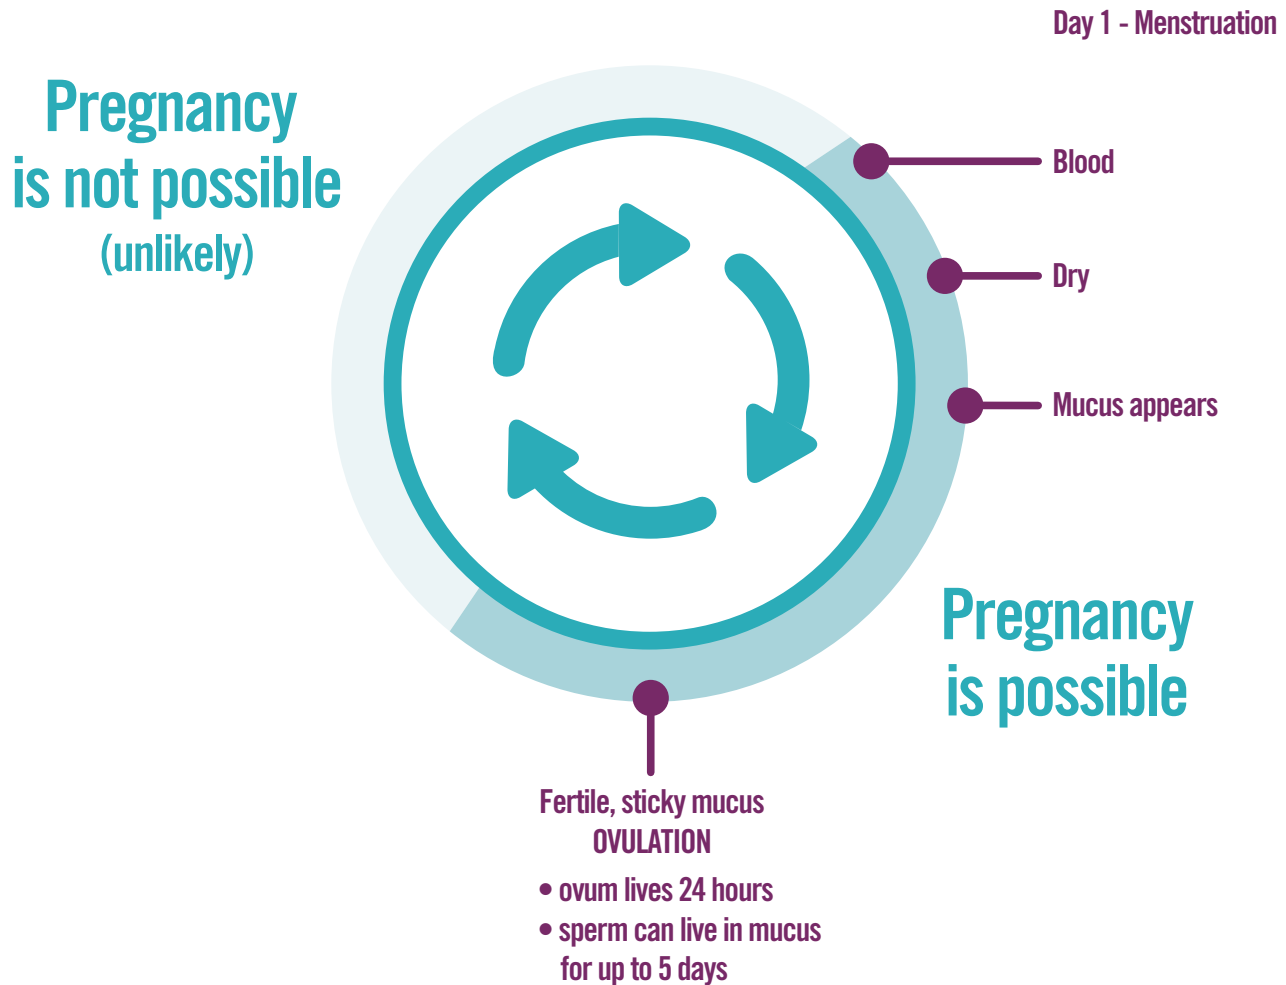 Day 1 - Menstruation
Pregnancy
is not possible
(unlikely)
Blood
Dry
Mucus appears
Pregnancy
is possible
Fertile, sticky mucus
OVULATION
• ovum lives 24 hours
• sperm can live in mucus
for up to 5 days